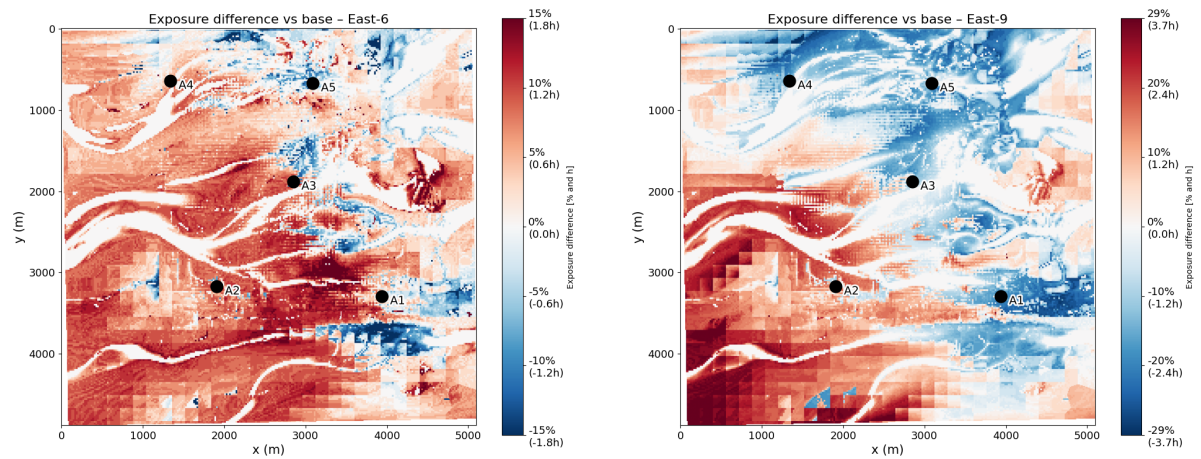 Exposure difference vs base – East-6
0
1000
2000
3000
4000
y (m)
0
1000
2000
3000
4000
5000
x (m)
A4
A5
A3
A2
A1
15%
(1.8h)
10%
(1.2h)
5%
(0.6h)
0%
(0.0h)
-5%
(-0.6h)
-10%
(-1.2h)
-15%
(-1.8h)
Exposure difference [% and h]
Exposure difference vs base – East-9
0
1000
2000
3000
4000
y (m)
0
1000
2000
3000
4000
5000
x (m)
A4
A5
A3
A2
A1
29%
(3.7h)
20%
(2.4h)
10%
(1.2h)
0%
(0.0h)
-10%
(-1.2h)
-20%
(-2.4h)
-29%
(-3.7h)
Exposure difference [% and h]